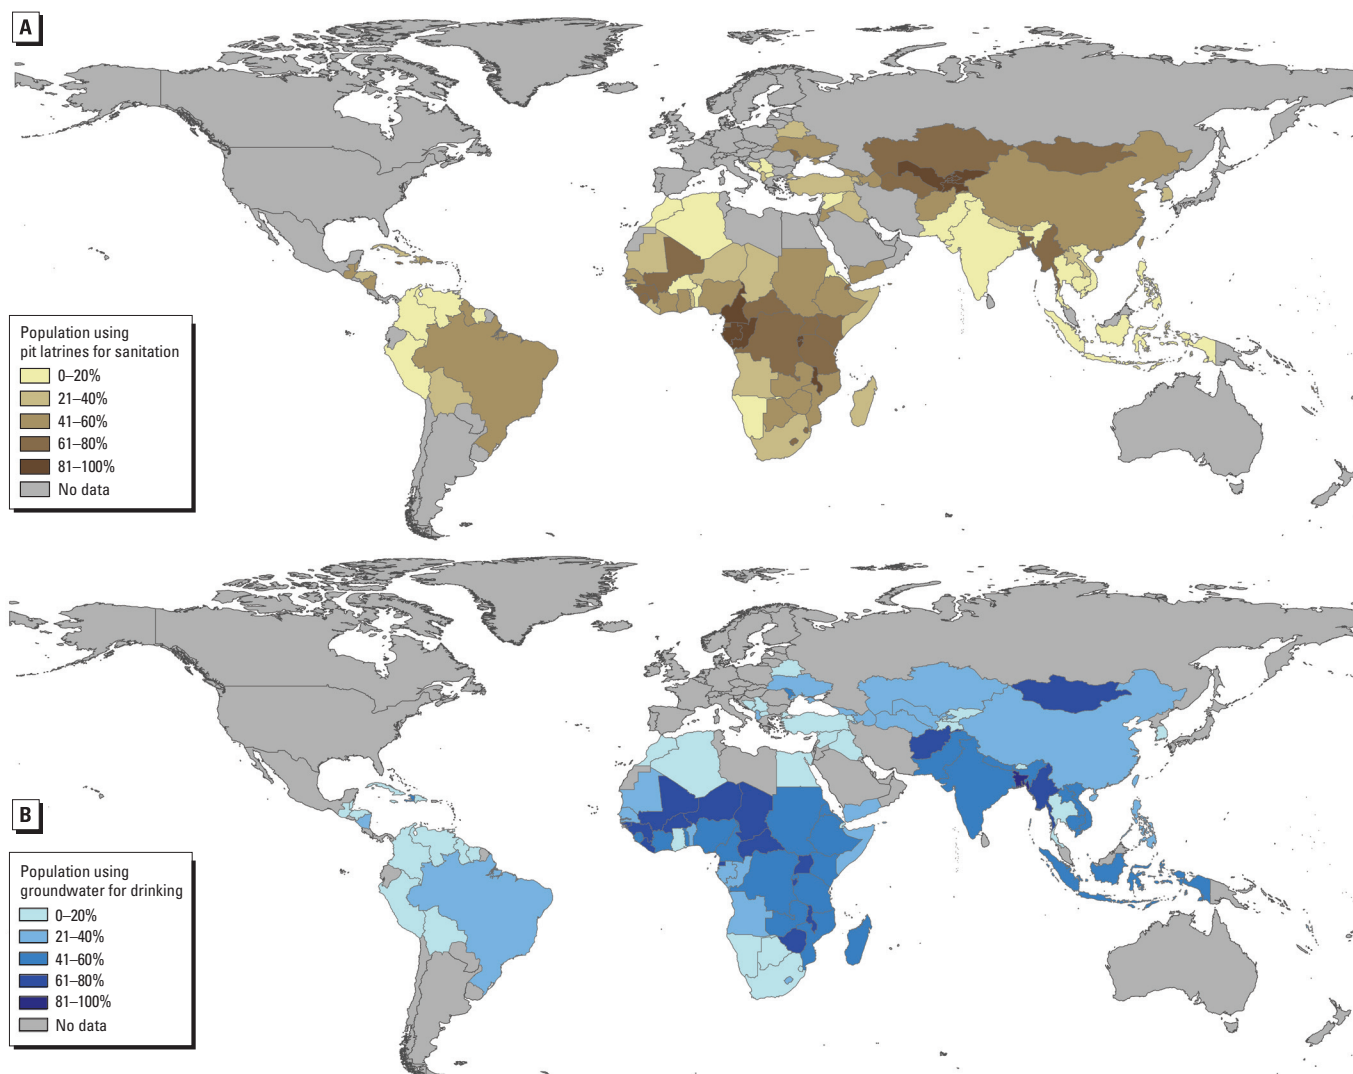 A
Population using
pit latrines for sanitation
0–20%
21–40%
41–60%
61–80%
81–100%
No data
B
Population using
groundwater for drinking
0–20%
21–40%
41–60%
61–80%
81–100%
No data